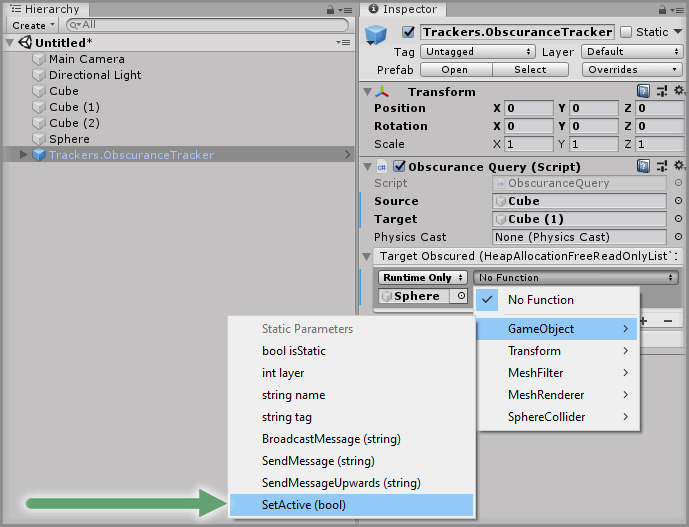 Hierarchy
Create
All
Untitled*
Main Camera
Directional Light
Cube
Cube (1)
Cube (2)
Sphere
Trackers.ObscuranceTracker
Inspector
Trackers.ObscuranceTracker Static
Tag Untagged Layer Default
Prefab Open Select Overrides
Transform
Position X 0 Y 0 Z 0
Rotation X 0 Y 0 Z 0
Scale X 1 Y 1 Z 1
Obscurance Query (Script)
Script ObscuranceQuery
Source Cube
Target Cube (1)
Physics Cast None (Physics Cast)
Target Obscured (HeapAllocationFreeReadOnlyList`:
Runtime Only No Function
Sphere
No Function
GameObject
Transform
MeshFilter
MeshRenderer
SphereCollider
Static Parameters
bool isStatic
int layer
string name
string tag
BroadcastMessage (string)
SendMessage (string)
SendMessageUpwards (string)
SetActive (bool)